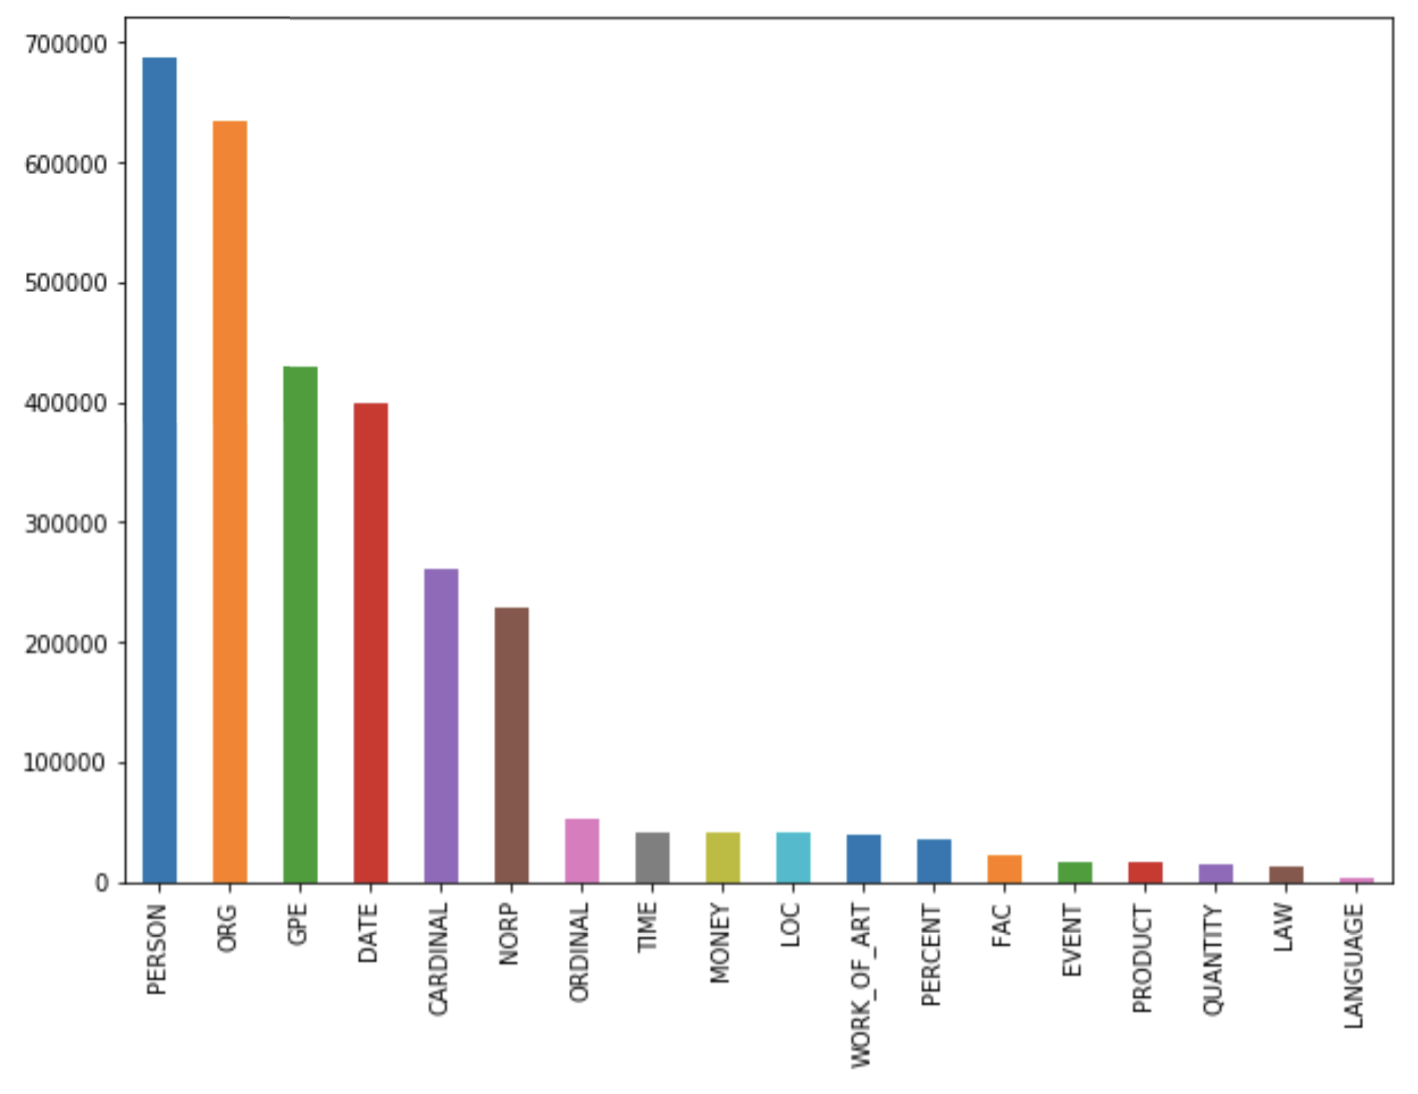 700000
600000
500000
400000
300000
200000
100000
0
PERSON
ORG
GPE
DATE
CARDINAL
NORP
ORDINAL
TIME
MONEY
LOC
WORK_OF_ART
PERCENT
FAC
EVENT
PRODUCT
QUANTITY
LAW
LANGUAGE